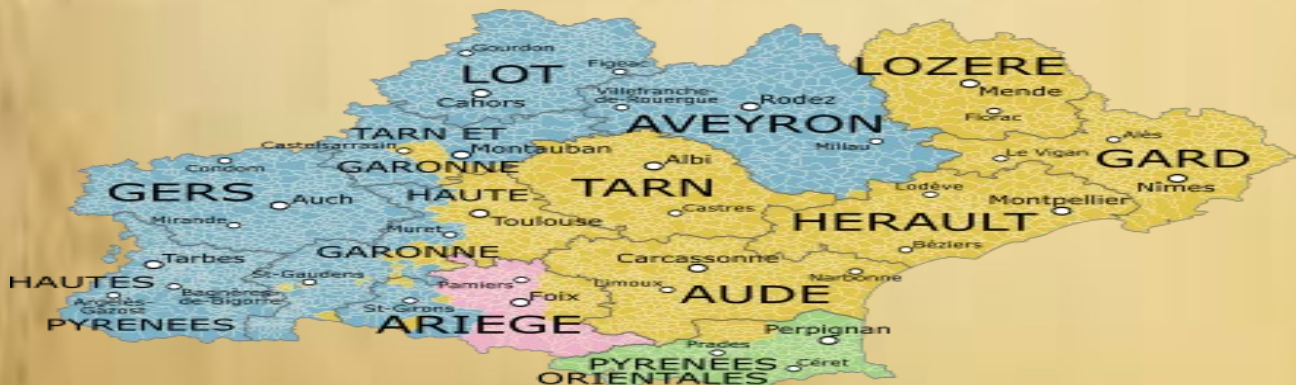 Gourdon
LOT
Figeac
Cahors
LOZERE
Mende
Florac
Villefranche-
de-Rouergue
Rodez
AVEYRON
Millau
Alès
GARD
Nîmes
Le Vigan
TARN ET
GARONNE
Castelsarrasin
Montauban
Albi
TARN
Castres
Condom
GERS
Auch
Mirande
HAUTE
GARONNE
Toulouse
Muret
Lodève
Montpellier
HERAULT
Béziers
HAUTES
PYRENEES
Tarbes
Argelès-
Gazost
Bagnères-
de-Bigorre
St-Gaudens
Pamiers
Foix
St-Girons
ARIEGE
Carcassonne
Limoux
AUDE
Narbonne
Perpignan
Prades
Céret
PYRENEES
ORIENTALES